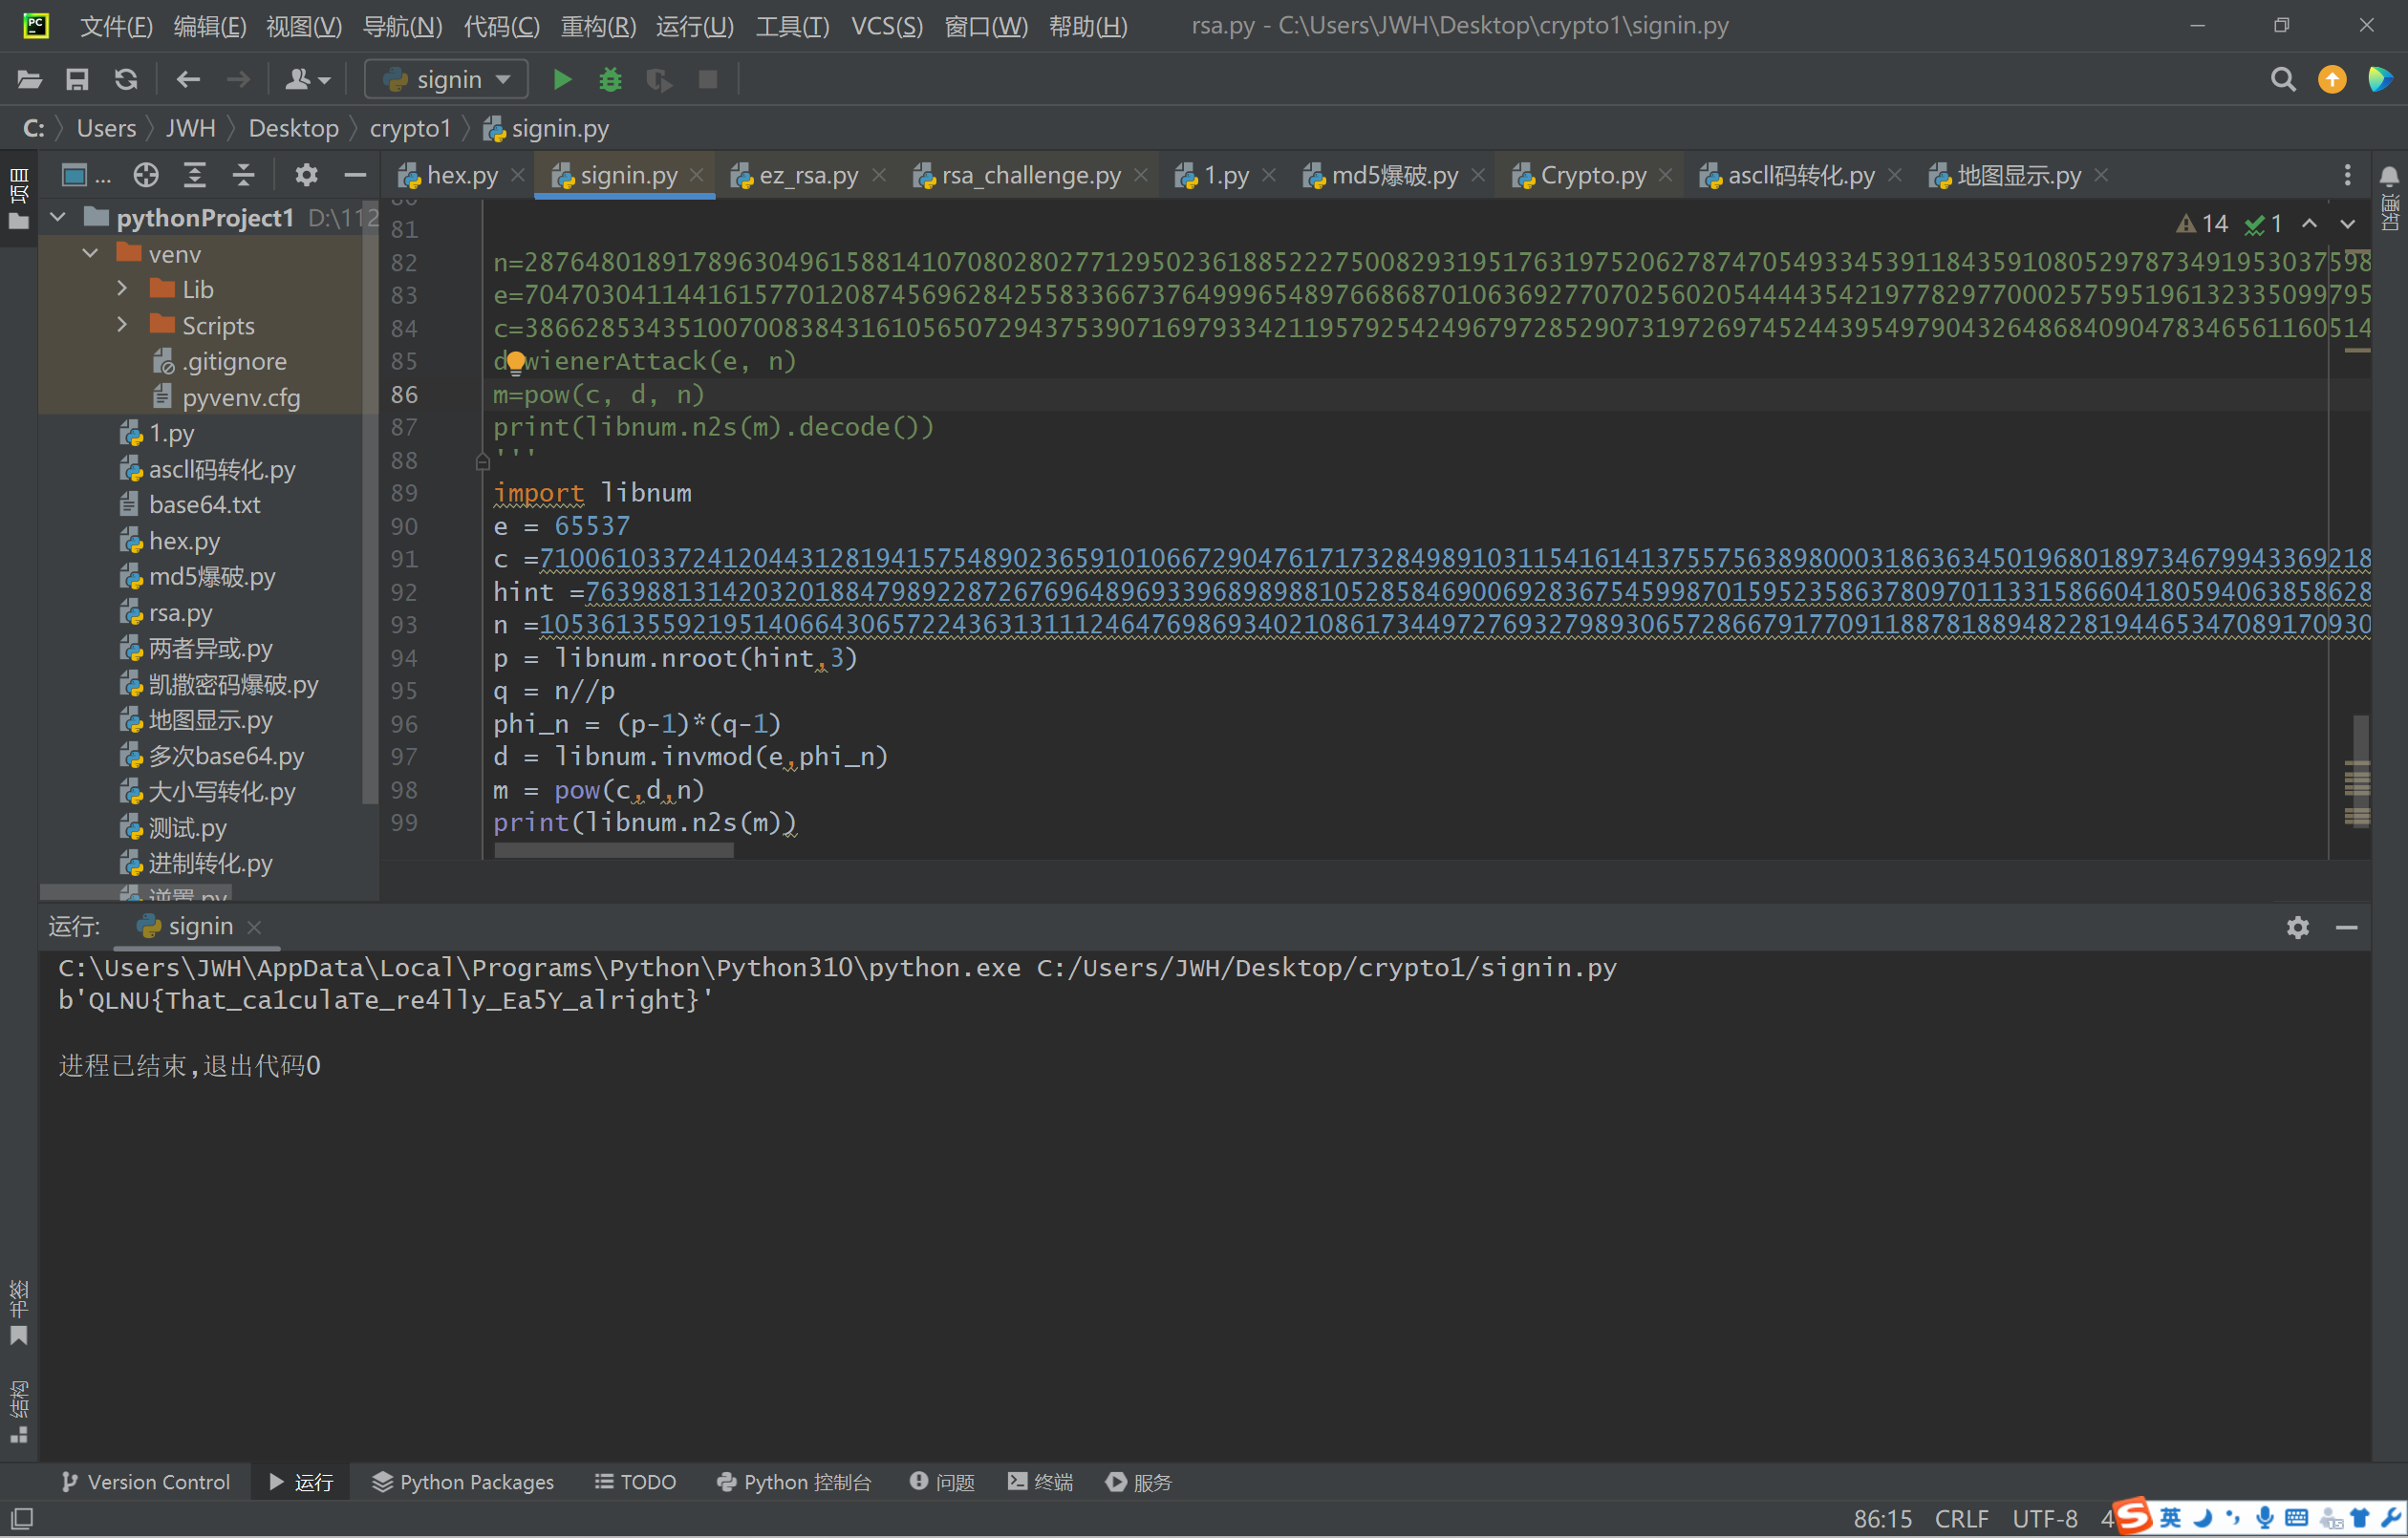 文件(F) 编辑(E) 视图(V) 导航(N) 代码(C) 重构(R) 运行(U) 工具(T) VCS(S) 窗口(W) 帮助(H) rsa.py - C:\Users\JWH\Desktop\crypto1\signin.py
signin
C: Users JWH Desktop crypto1 signin.py
项目
...
hex.py signin.py ez_rsa.py rsa_challenge.py 1.py md5爆破.py Crypto.py ascll码转化.py 地图显示.py
通知
pythonProject1 D:\112
venv
Lib
Scripts
.gitignore
pyvenv.cfg
1.py
ascll码转化.py
base64.txt
hex.py
md5爆破.py
rsa.py
两者异或.py
凯撒密码爆破.py
地图显示.py
多次base64.py
大小写转化.py
测试.py
进制转化.py
逆置.py
14 1
80
81
82 n=
83 e=
84 c=
85 wienerAttack(e, n)
86 m=pow(c, d, n)
87 print(libnum.n2s(m).decode())
88 '''
89 import libnum
90 e = 65537
91 c =
92 hint =
93 n =
94 p = libnum.nroot(hint,3)
95 q = n//p
96 phi_n = (p-1)*(q-1)
97 d = libnum.invmod(e,phi_n)
98 m = pow(c,d,n)
99 print(libnum.n2s(m))
运行: signin
C:\Users\JWH\AppData\Local\Programs\Python\Python310\python.exe C:/Users/JWH/Desktop/crypto1/signin.py
b'QLNU{That_ca1culaTe_re4lly_Ea5Y_alright}'
进程已结束,退出代码0
书签
结构
Version Control 运行 Python Packages TODO Python 控制台 问题 终端 服务
86:15 CRLF UTF-8 4
英